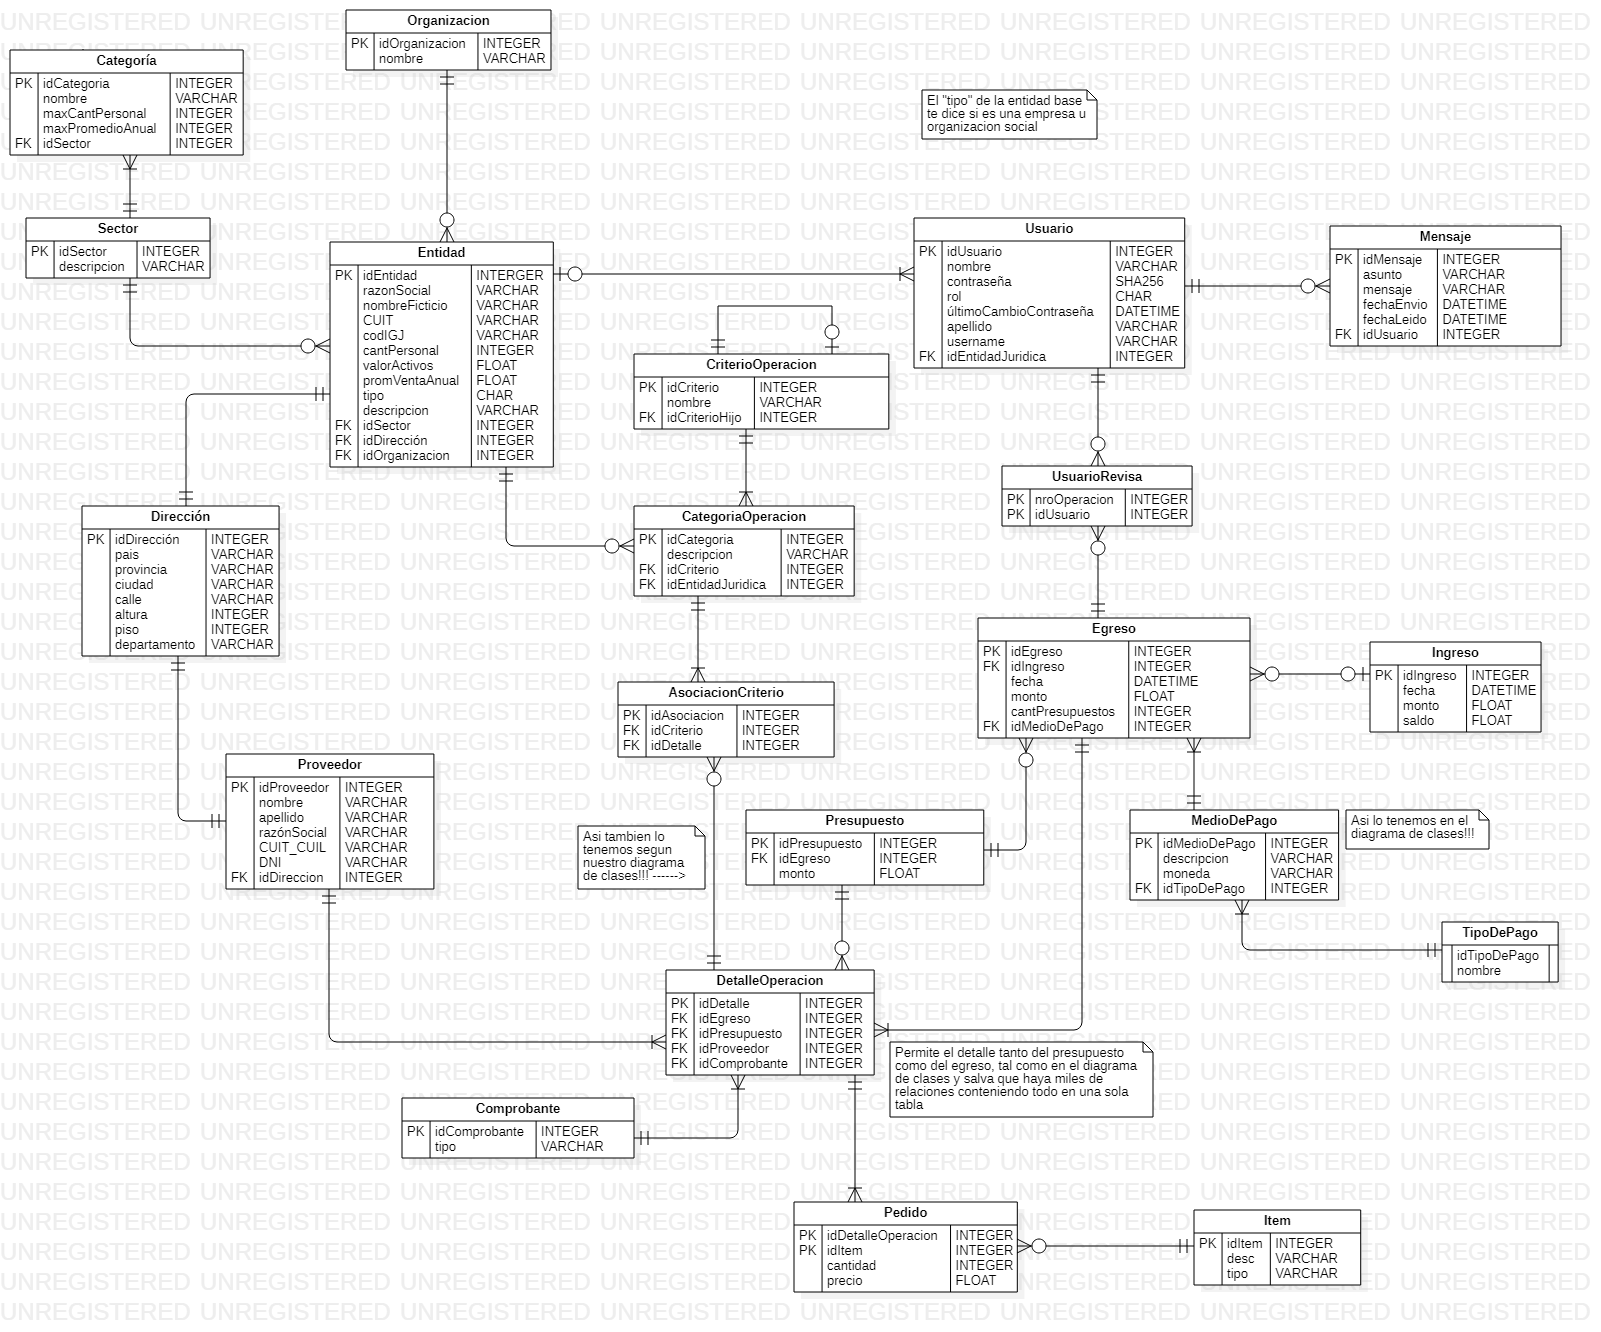 Organizacion
PK idOrganizacion INTEGER
nombre VARCHAR
Categoría
PK idCategoria INTEGER
nombre VARCHAR
maxCantPersonal INTEGER
maxPromedioAnual INTEGER
FK idSector INTEGER
El "tipo" de la entidad base
te dice si es una empresa u
organizacion social
Sector
PK idSector INTEGER
descripcion VARCHAR
Entidad
PK idEntidad INTERGER
razonSocial VARCHAR
nombreFicticio VARCHAR
CUIT VARCHAR
codIGJ VARCHAR
cantPersonal INTEGER
valorActivos FLOAT
promVentaAnual FLOAT
tipo CHAR
descripcion VARCHAR
FK idSector INTEGER
FK idDirección INTEGER
FK idOrganizacion INTEGER
Usuario
PK idUsuario INTEGER
nombre VARCHAR
contraseña SHA256
rol CHAR
últimoCambioContraseña DATETIME
apellido VARCHAR
username VARCHAR
FK idEntidadJuridica INTEGER
Mensaje
PK idMensaje INTEGER
asunto VARCHAR
mensaje VARCHAR
fechaEnvio DATETIME
fechaLeido DATETIME
FK idUsuario INTEGER
CriterioOperacion
PK idCriterio INTEGER
nombre VARCHAR
FK idCriterioHijo INTEGER
UsuarioRevisa
PK nroOperacion INTEGER
PK idUsuario INTEGER
Dirección
PK idDirección INTEGER
pais VARCHAR
provincia VARCHAR
ciudad VARCHAR
calle VARCHAR
altura INTEGER
piso INTEGER
departamento VARCHAR
CategoriaOperacion
PK idCategoria INTEGER
descripcion VARCHAR
FK idCriterio INTEGER
FK idEntidadJuridica INTEGER
Egreso
PK idEgreso INTEGER
FK idIngreso INTEGER
fecha DATETIME
monto FLOAT
cantPresupuestos INTEGER
FK idMedioDePago INTEGER
Ingreso
PK idIngreso INTEGER
fecha DATETIME
monto FLOAT
saldo FLOAT
AsociacionCriterio
PK idAsociacion INTEGER
FK idCriterio INTEGER
FK idDetalle INTEGER
Proveedor
PK idProveedor INTEGER
nombre VARCHAR
apellido VARCHAR
razónSocial VARCHAR
CUIT_CUIL VARCHAR
DNI VARCHAR
FK idDireccion INTEGER
Asi tambien lo
tenemos segun
nuestro diagrama
de clases!!! ------>
Presupuesto
PK idPresupuesto INTEGER
FK idEgreso INTEGER
monto FLOAT
MedioDePago
PK idMedioDePago INTEGER
descripcion VARCHAR
moneda VARCHAR
FK idTipoDePago INTEGER
Asi lo tenemos en el
diagrama de clases!!!
TipoDePago
idTipoDePago
nombre
DetalleOperacion
PK idDetalle INTEGER
FK idEgreso INTEGER
FK idPresupuesto INTEGER
FK idProveedor INTEGER
FK idComprobante INTEGER
Permite el detalle tanto del presupuesto
como del egreso, tal como en el diagrama
de clases y salva que haya miles de
relaciones conteniendo todo en una sola
tabla
Comprobante
PK idComprobante INTEGER
tipo VARCHAR
Pedido
PK idDetalleOperacion INTEGER
PK idItem INTEGER
cantidad INTEGER
precio FLOAT
Item
PK idItem INTEGER
desc VARCHAR
tipo VARCHAR
UNREGISTERED